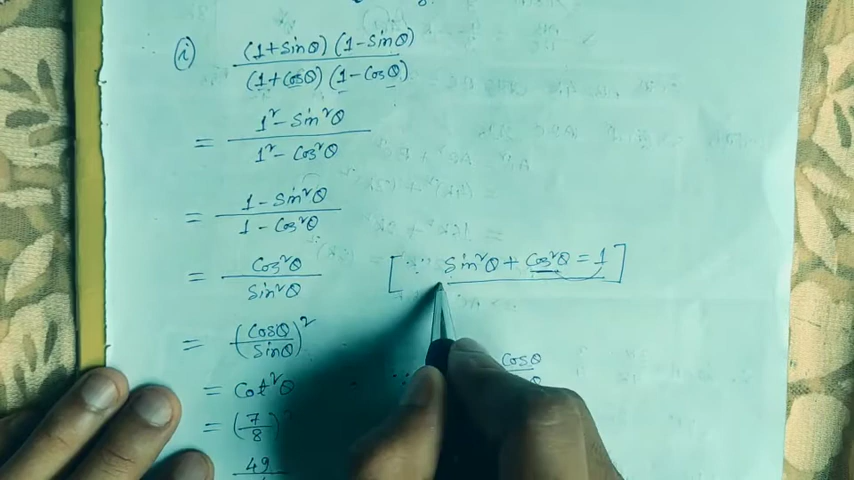 (i) (1+Sinθ) (1-Sinθ)
(1+Cosθ) (1-Cosθ)
= 1² - Sin²θ
1² - Cos²θ
= 1 - Sin²θ
1 - Cos²θ
= Cos²θ
Sin²θ
[ Sin²θ + Cos²θ = 1 ]
= (Cosθ
Sinθ)²
Cosθ
= Cot²θ
= (7
8)²
49